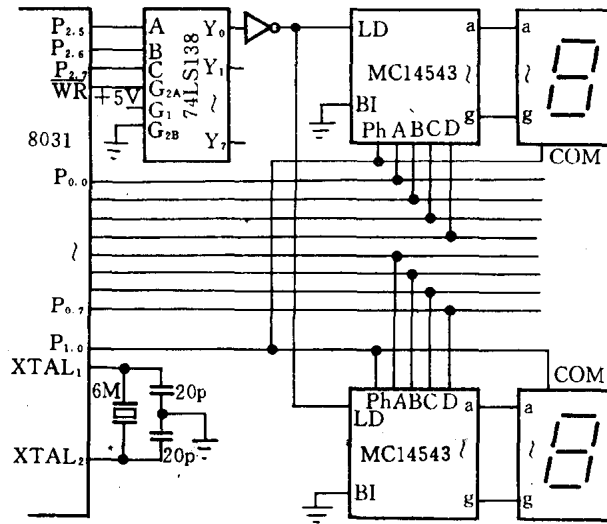 P2.5
P2.6
P2.7
WR
+5V
8031
P0.0
~
P0.7
P1.0
XTAL1
6M
20p
20p
XTAL2
A
B
C
G2A
G1
G2B
74LS138
Y0
Y1
~
Y7
LD
MC14543
BI
Ph A B C D
a
~
g
a
~
g
COM
Ph A B C D
LD
MC14543
BI
a
~
g
COM
a
~
g